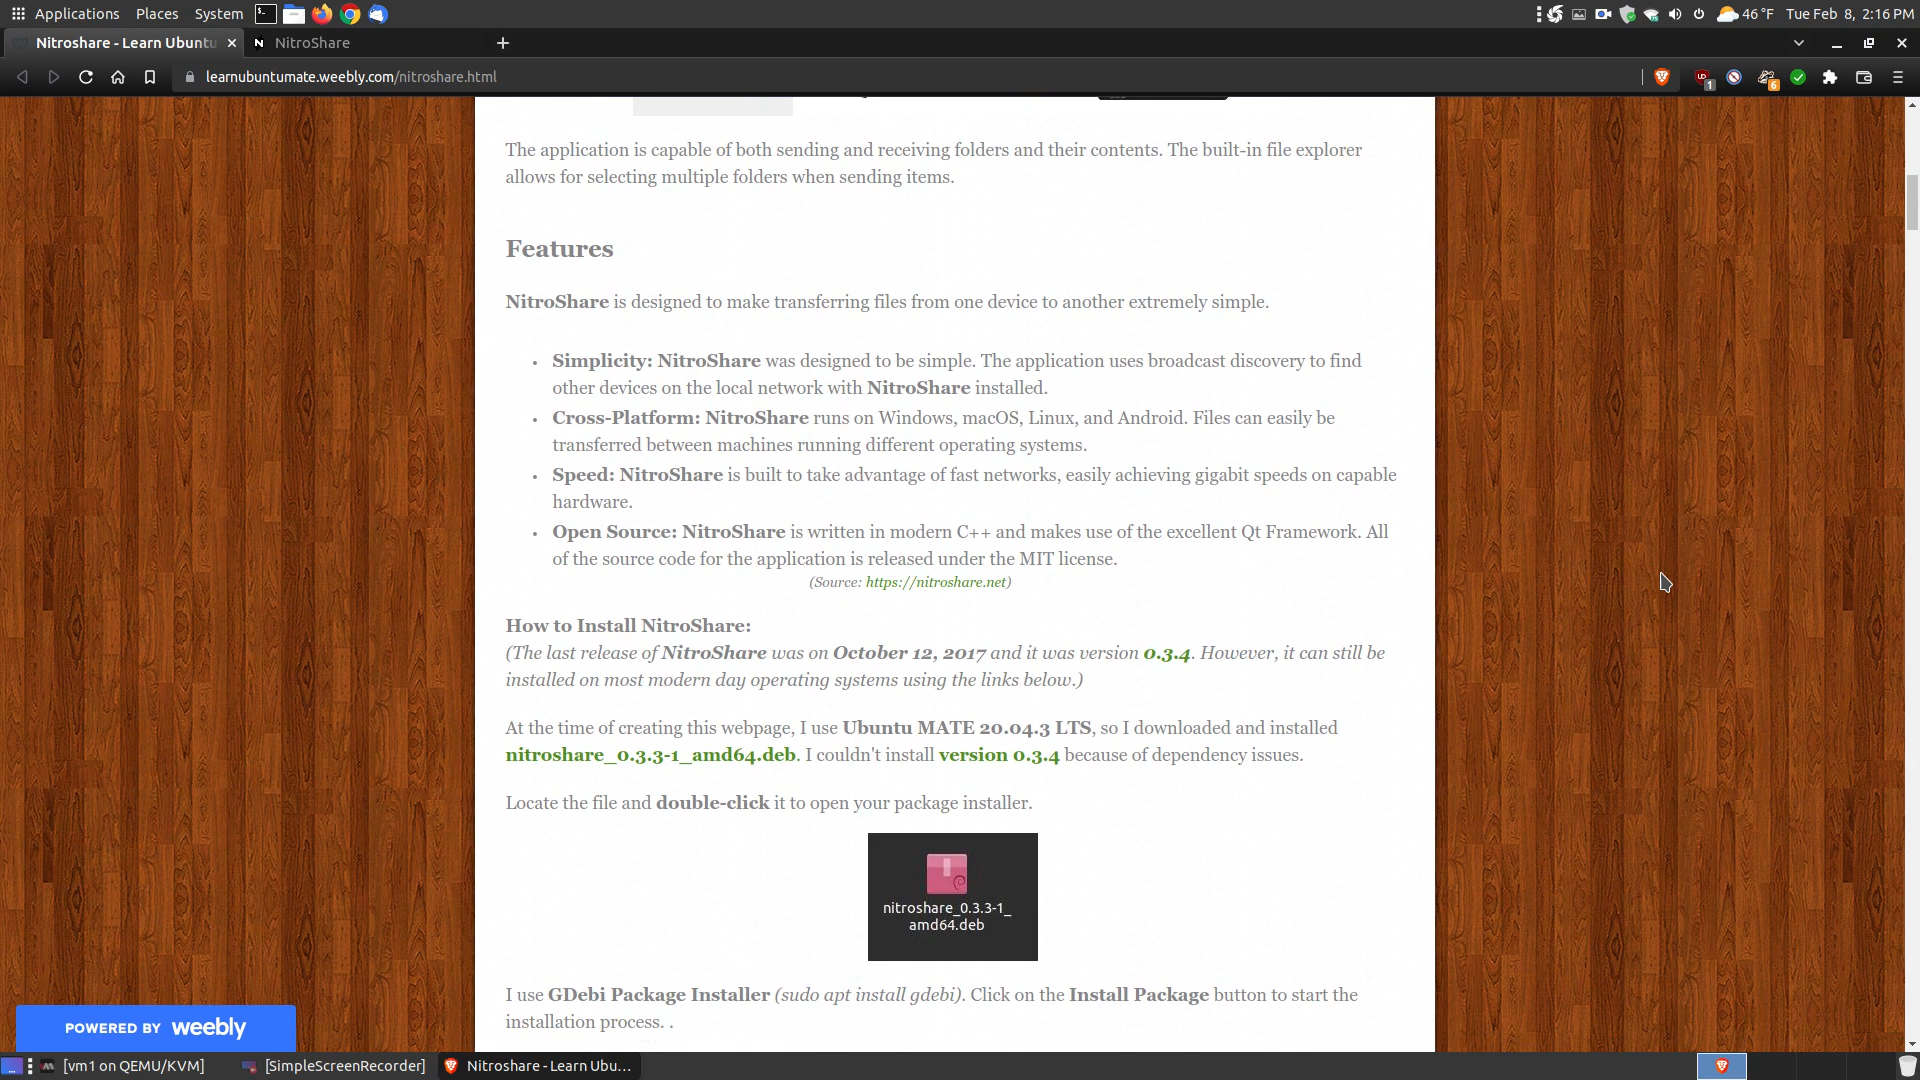 Applications Places System 46 °F Tue Feb 8, 2:16 PM
Nitroshare - Learn Ubuntu NitroShare
learnubuntumate.weebly.com/nitroshare.html
1 6
The application is capable of both sending and receiving folders and their contents. The built-in file explorer
allows for selecting multiple folders when sending items.
Features
NitroShare is designed to make transferring files from one device to another extremely simple.
• Simplicity: NitroShare was designed to be simple. The application uses broadcast discovery to find
other devices on the local network with NitroShare installed.
• Cross-Platform: NitroShare runs on Windows, macOS, Linux, and Android. Files can easily be
transferred between machines running different operating systems.
• Speed: NitroShare is built to take advantage of fast networks, easily achieving gigabit speeds on capable
hardware.
• Open Source: NitroShare is written in modern C++ and makes use of the excellent Qt Framework. All
of the source code for the application is released under the MIT license.
(Source: https://nitroshare.net)
How to Install NitroShare:
(The last release of NitroShare was on October 12, 2017 and it was version 0.3.4. However, it can still be
installed on most modern day operating systems using the links below.)
At the time of creating this webpage, I use Ubuntu MATE 20.04.3 LTS, so I downloaded and installed
nitroshare_0.3.3-1_amd64.deb. I couldn't install version 0.3.4 because of dependency issues.
Locate the file and double-click it to open your package installer.
nitroshare_0.3.3-1_
amd64.deb
I use GDebi Package Installer (sudo apt install gdebi). Click on the Install Package button to start the
installation process. .
POWERED BY weebly
[vm1 on QEMU/KVM] [SimpleScreenRecorder] Nitroshare - Learn Ubu...